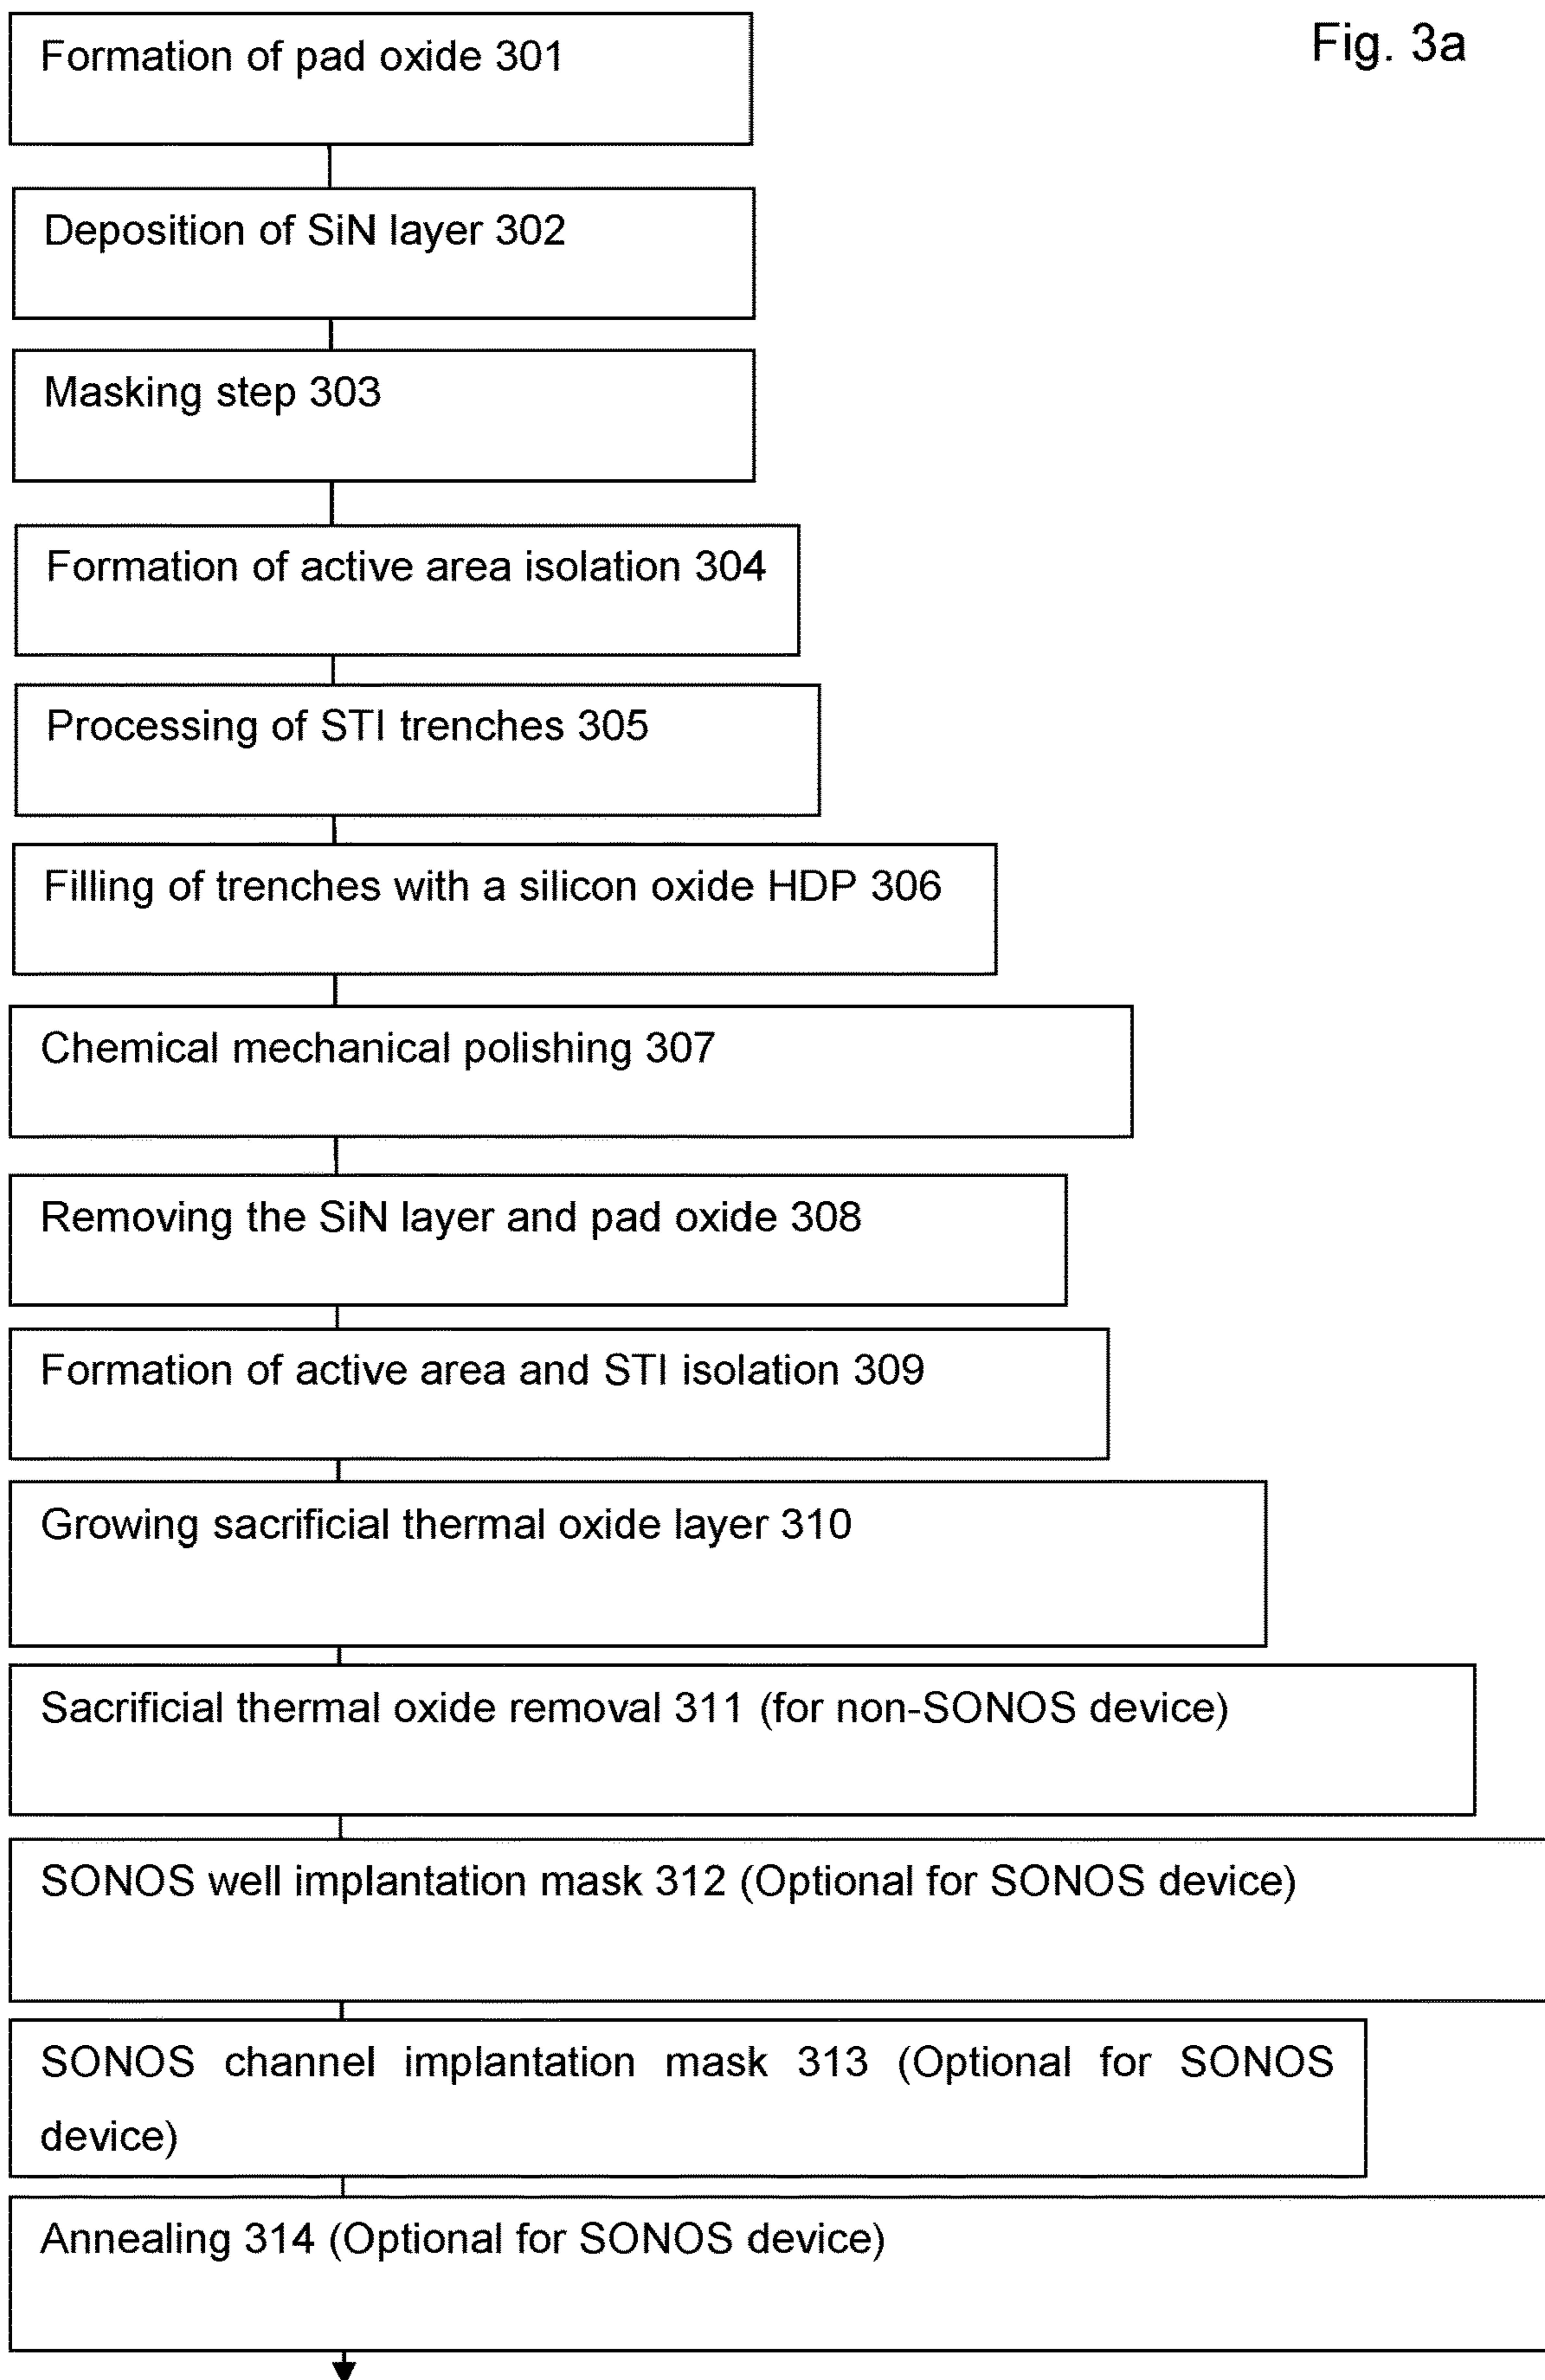 Fig. 3a
Formation of pad oxide 301
Deposition of SiN layer 302
Masking step 303
Formation of active area isolation 304
Processing of STI trenches 305
Filling of trenches with a silicon oxide HDP 306
Chemical mechanical polishing 307
Removing the SiN layer and pad oxide 308
Formation of active area and STI isolation 309
Growing sacrificial thermal oxide layer 310
Sacrificial thermal oxide removal 311 (for non-SONOS device)
SONOS well implantation mask 312 (Optional for SONOS device)
SONOS channel implantation mask 313 (Optional for SONOS
device)
Annealing 314 (Optional for SONOS device)